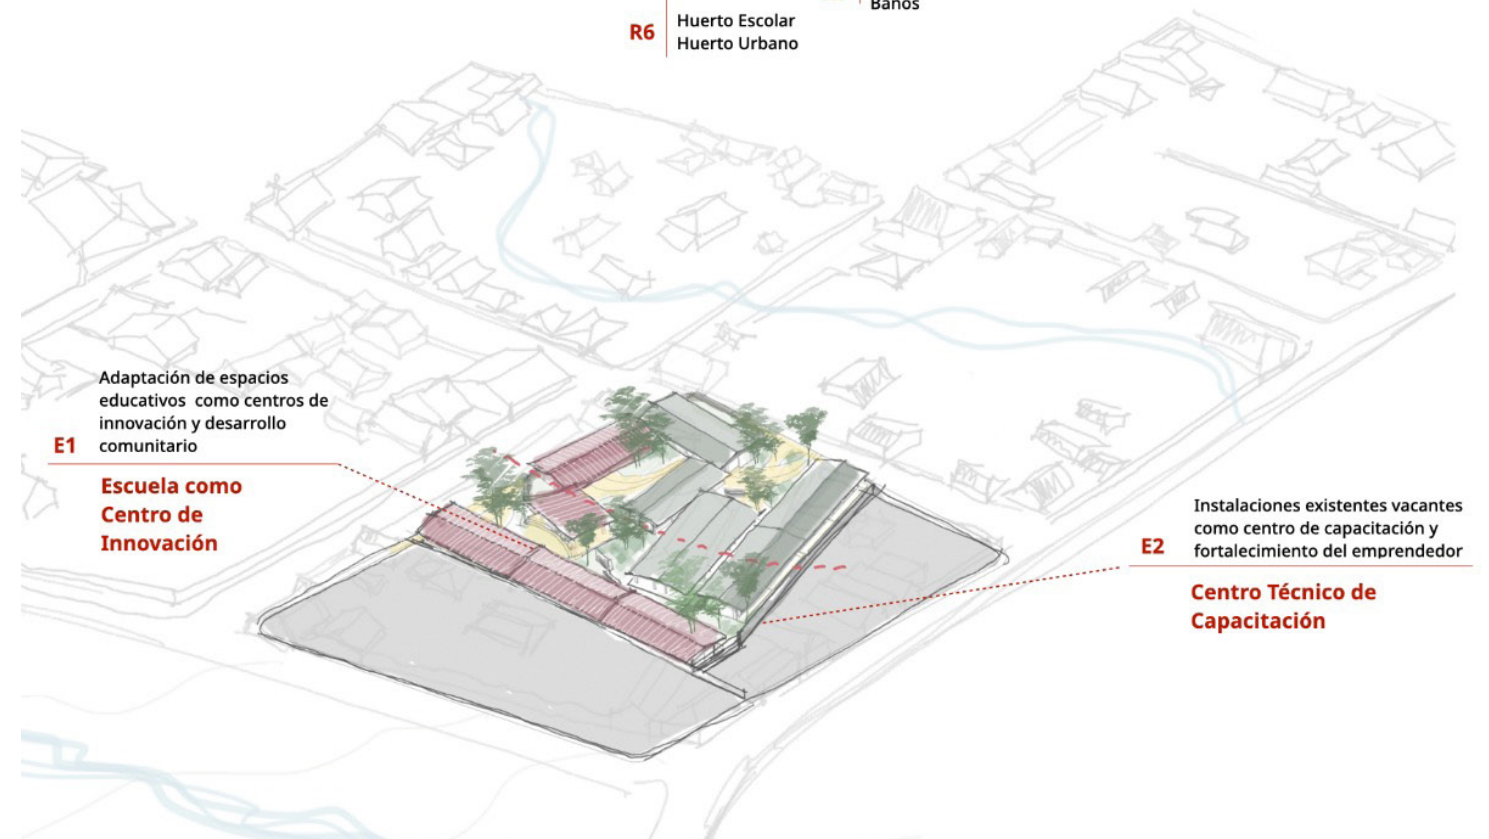 Baños
R6
Huerto Escolar
Huerto Urbano
Adaptación de espacios
educativos como centros de
innovación y desarrollo
comunitario
E1
Escuela como
Centro de
Innovación
Instalaciones existentes vacantes
como centro de capacitación y
fortalecimiento del emprendedor
E2
Centro Técnico de
Capacitación